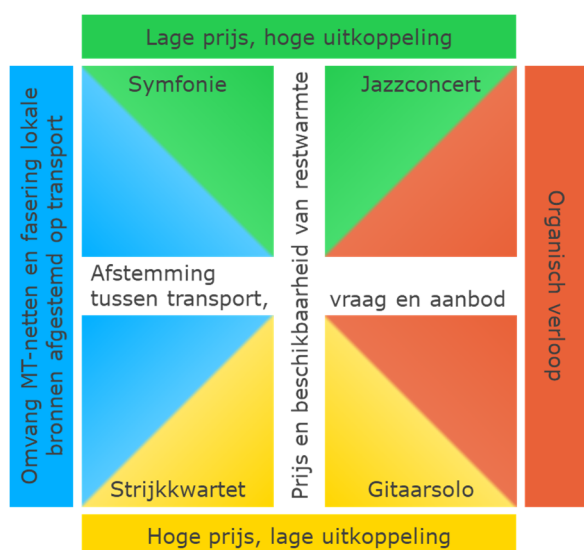 Lage prijs, hoge uitkoppeling
Omvang MT-netten en fasering lokale
bronnen afgestemd op transport
Symfonie
Prijs en beschikbaarheid van restwarmte
Jazzconcert
Organisch verloop
Afstemming
tussen transport,
vraag en aanbod
Strijkkwartet
Gitaarsolo
Hoge prijs, lage uitkoppeling